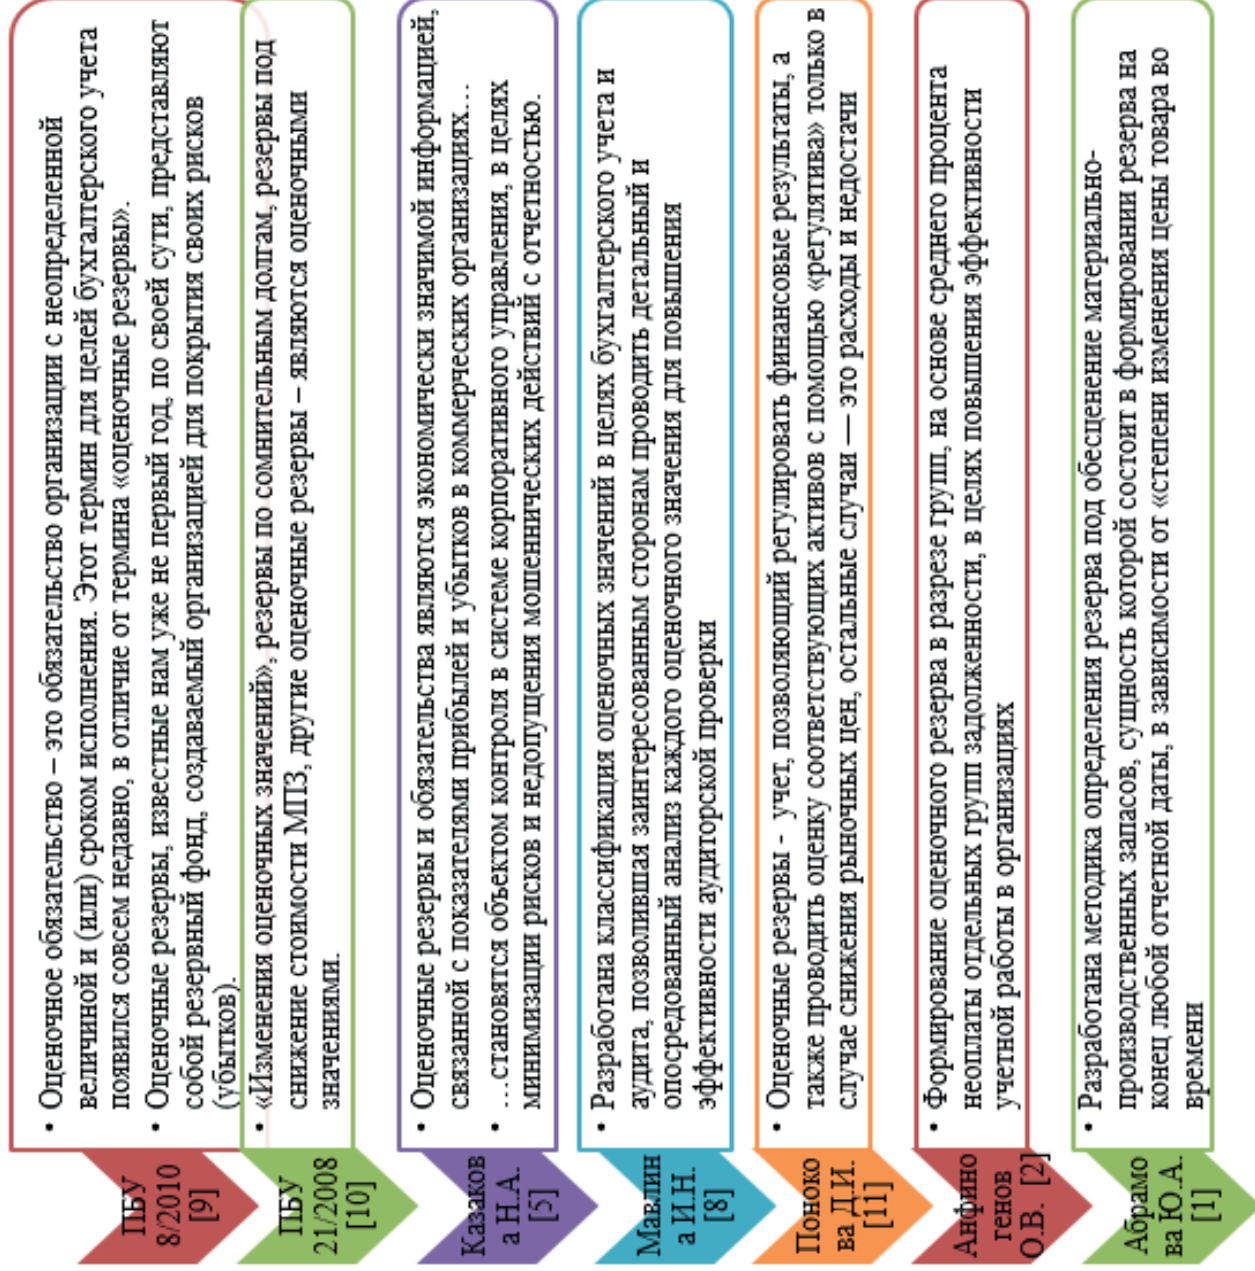 ПБУ
8/2010
[9]
• Оценочное обязательство – это обязательство организации с неопределенной
величиной и (или) сроком исполнения. Этот термин для целей бухгалтерского учета
появился совсем недавно, в отличие от термина «оценочные резервы».
• Оценочные резервы, известные нам уже не первый год, по своей сути, представляют
собой резервный фонд, создаваемый организацией для покрытия своих рисков
(убытков).
ПБУ
21/2008
[10]
• «Изменения оценочных значений», резервы по сомнительным долгам, резервы под
снижение стоимости МПЗ, другие оценочные резервы – являются оценочными
значениями.
Казаков
а Н.А.
[5]
• Оценочные резервы и обязательства являются экономически значимой информацией,
связанной с показателями прибылей и убытков в коммерческих организациях…
• …становятся объектом контроля в системе корпоративного управления, в целях
минимизации рисков и недопущения мошеннических действий с отчетностью.
Мавлин
а И.Н.
[8]
• Разработана классификация оценочных значений в целях бухгалтерского учета и
аудита, позволившая заинтересованным сторонам проводить детальный и
опосредованный анализ каждого оценочного значения для повышения
эффективности аудиторской проверки
Поноко
ва Д.И.
[11]
• Оценочные резервы - учет, позволяющий регулировать финансовые результаты, а
также проводить оценку соответствующих активов с помощью «регулятива» только в
случае снижения рыночных цен, остальные случаи — это расходы и недостачи
Анфино
генов
О.В. [2]
• Формирование оценочного резерва в разрезе групп, на основе среднего процента
неоплаты отдельных групп задолженности, в целях повышения эффективности
учетной работы в организациях
Абрамо
ва Ю.А.
[1]
• Разработана методика определения резерва под обесценение материально-
производственных запасов, сущность которой состоит в формировании резерва на
конец любой отчетной даты, в зависимости от «степени изменения цены товара во
времени